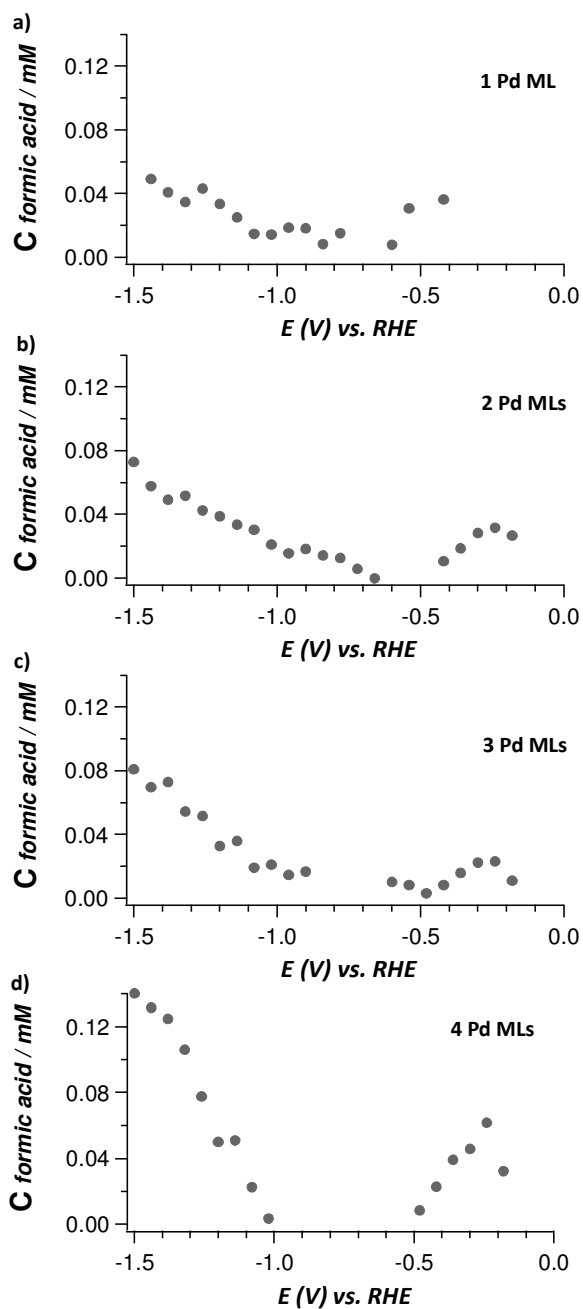 a)
C formic acid / mM
0.12
0.08
0.04
0.00
1 Pd ML
-1.5 -1.0 -0.5 0.0
E (V) vs. RHE
b)
C formic acid / mM
0.12
0.08
0.04
0.00
2 Pd MLs
-1.5 -1.0 -0.5 0.0
E (V) vs. RHE
c)
C formic acid / mM
0.12
0.08
0.04
0.00
3 Pd MLs
-1.5 -1.0 -0.5 0.0
E (V) vs. RHE
d)
C formic acid / mM
0.12
0.08
0.04
0.00
4 Pd MLs
-1.5 -1.0 -0.5 0.0
E (V) vs. RHE